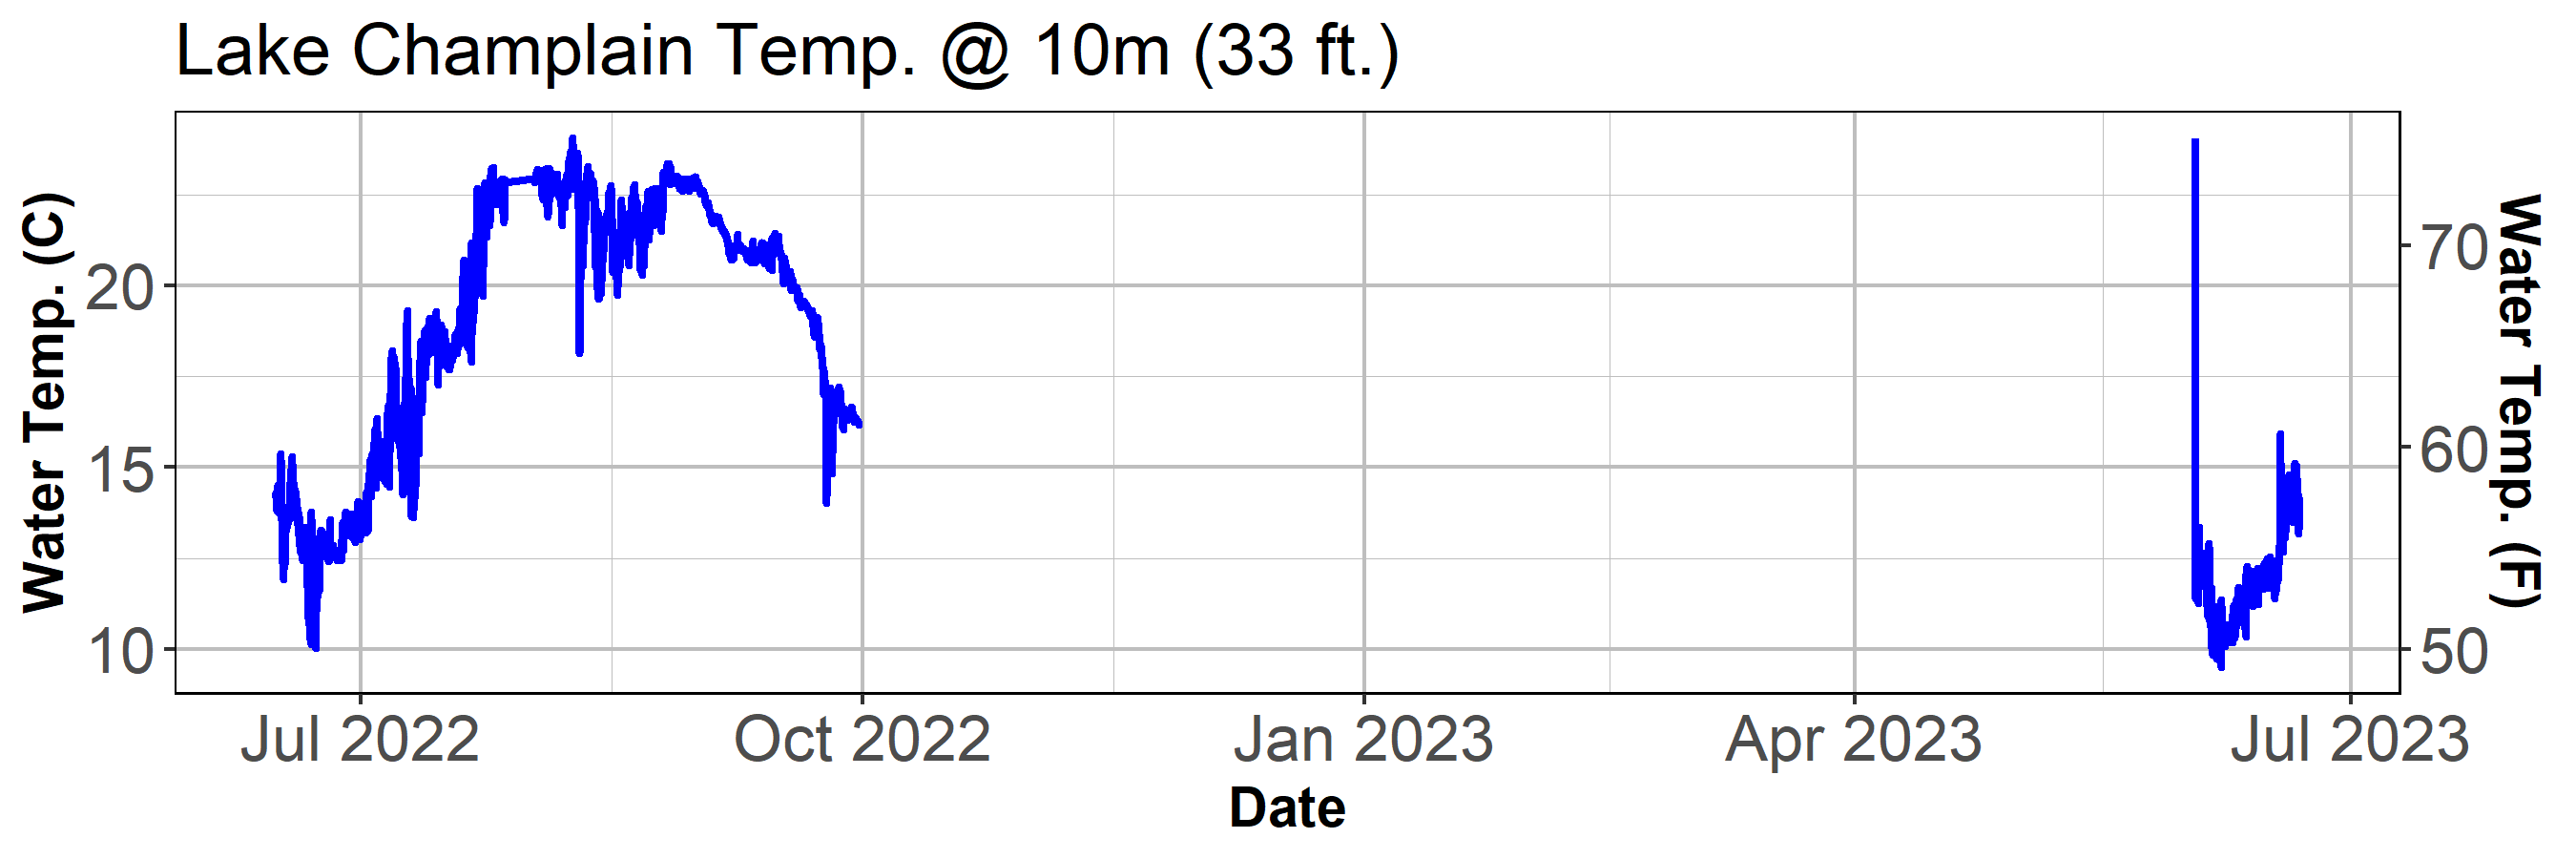 Lake Champlain Temp. @ 10m (33 ft.)
Water Temp. (C)
20
15
10
70
60
50
Water Temp. (F)
Jul 2022 Oct 2022 Jan 2023 Apr 2023 Jul 2023
Date